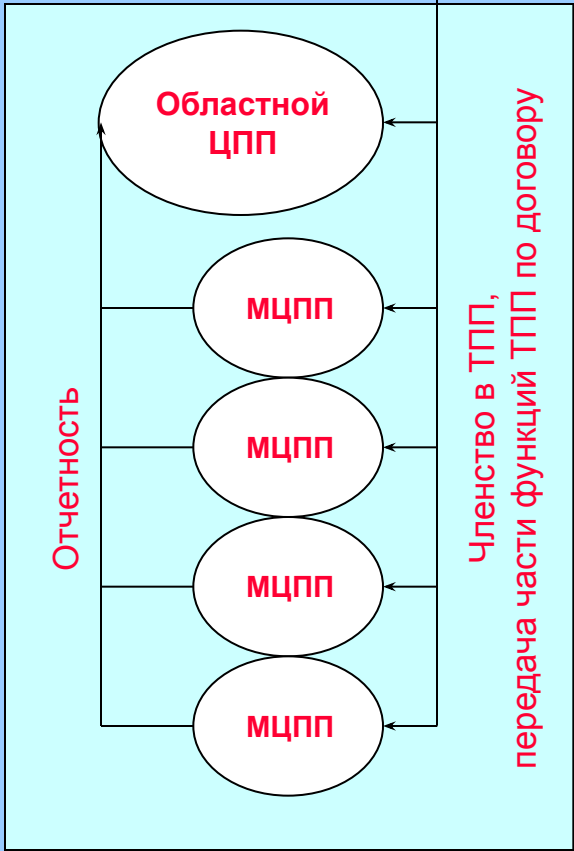 Областной
ЦПП
МЦПП
МЦПП
МЦПП
МЦПП
Отчетность
Членство в ТПП,
передача части функций ТПП по договору